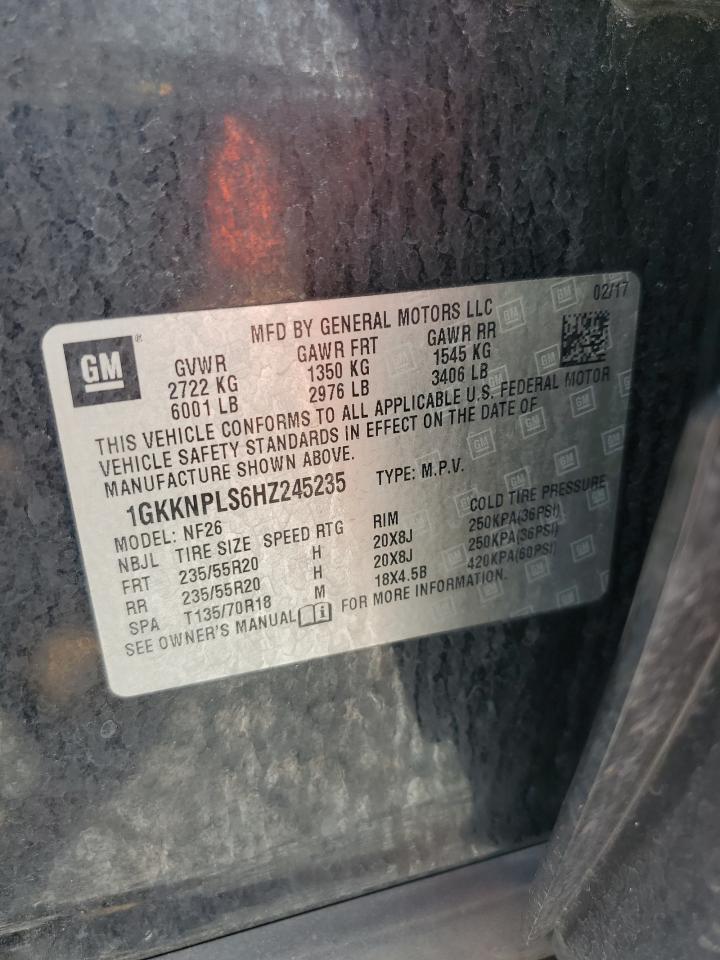 02/17
MFD BY GENERAL MOTORS LLC
GM
GVWR GAWR FRT GAWR RR
2722 KG 1350 KG 1545 KG
6001 LB 2976 LB 3406 LB
THIS VEHICLE CONFORMS TO ALL APPLICABLE U.S. FEDERAL MOTOR
VEHICLE SAFETY STANDARDS IN EFFECT ON THE DATE OF
MANUFACTURE SHOWN ABOVE.
1GKKNPLS6HZ245235 TYPE: M.P.V.
MODEL: NF26
NBJL TIRE SIZE SPEED RTG RIM COLD TIRE PRESSURE
FRT 235/55R20 H 20X8J 250KPA(36PSI)
RR 235/55R20 H 20X8J 250KPA(36PSI)
SPA T135/70R18 M 18X4.5B 420KPA(60PSI)
SEE OWNER'S MANUAL FOR MORE INFORMATION.